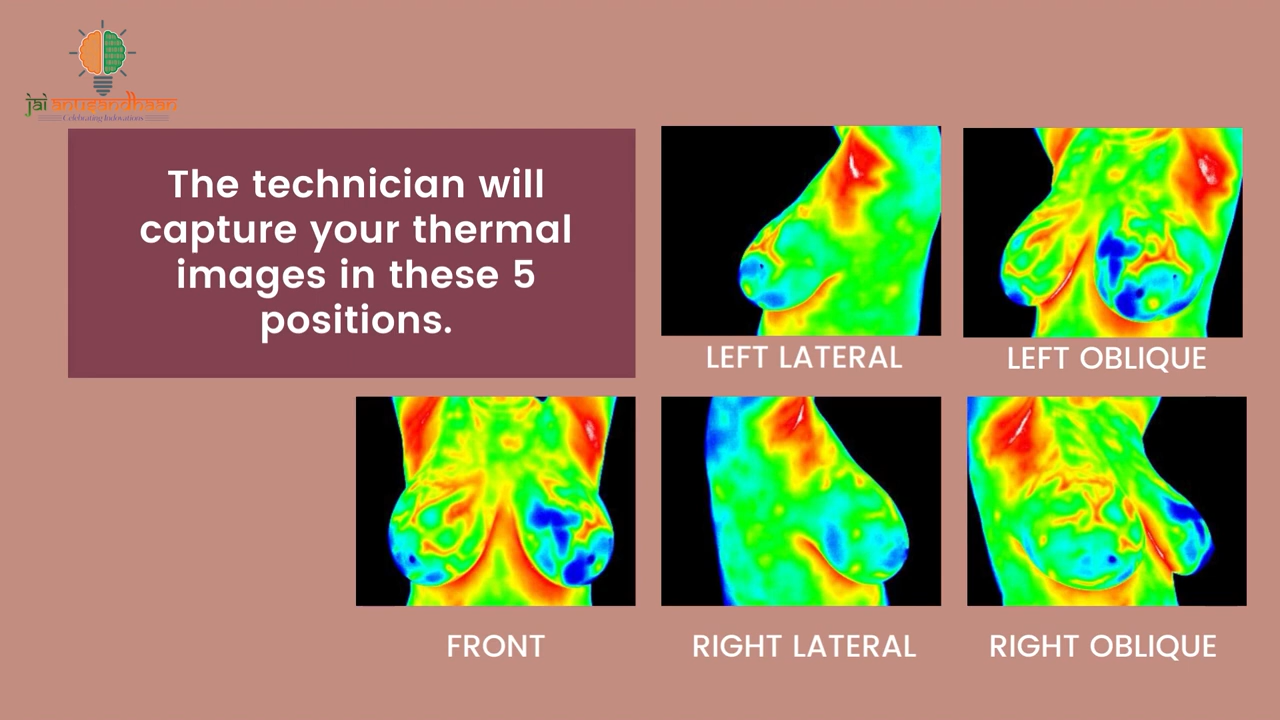 jai anusandhaan
Celebrating Indovations
The technician will
capture your thermal
images in these 5
positions.
LEFT LATERAL
LEFT OBLIQUE
FRONT
RIGHT LATERAL
RIGHT OBLIQUE